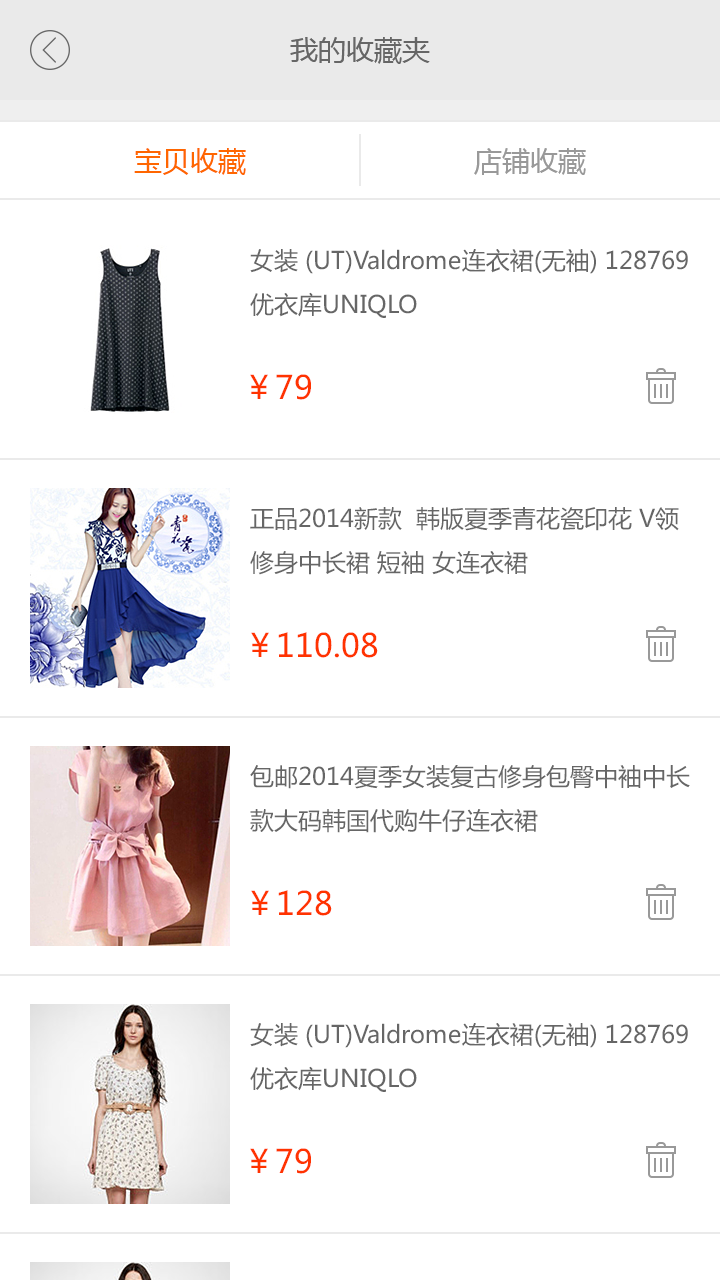 我的收藏夹
宝贝收藏
店铺收藏
女装 (UT)Valdrome连衣裙(无袖) 128769
优衣库UNIQLO
¥ 79
正品2014新款 韩版夏季青花瓷印花 V领
修身中长裙 短袖 女连衣裙
青花瓷
¥ 110.08
包邮2014夏季女装复古修身包臀中袖中长
款大码韩国代购牛仔连衣裙
¥ 128
女装 (UT)Valdrome连衣裙(无袖) 128769
优衣库UNIQLO
¥ 79